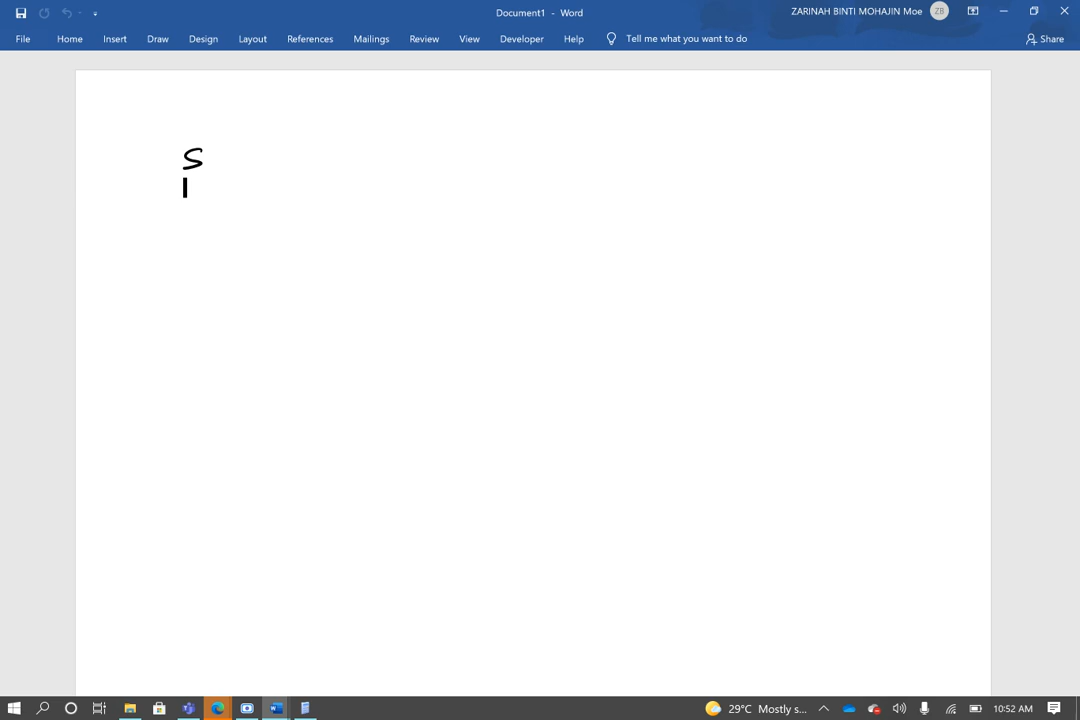 Document1 - Word
ZARINAH BINTI MOHAJIN Moe
ZB
File Home Insert Draw Design Layout References Mailings Review View Developer Help Tell me what you want to do Share
S
29°C Mostly s... 10:52 AM